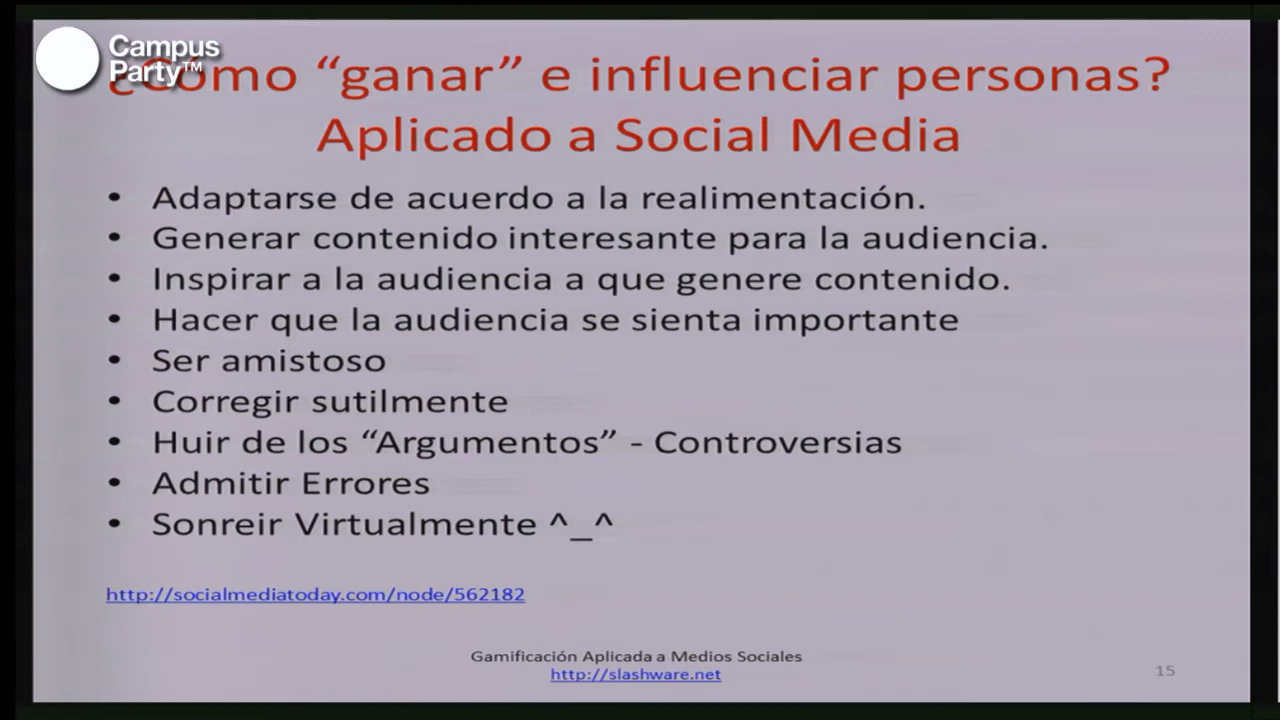 Campus
Party™
¿Cómo “ganar” e influenciar personas?
Aplicado a Social Media
• Adaptarse de acuerdo a la realimentación.
• Generar contenido interesante para la audiencia.
• Inspirar a la audiencia a que genere contenido.
• Hacer que la audiencia se sienta importante
• Ser amistoso
• Corregir sutilmente
• Huir de los “Argumentos” - Controversias
• Admitir Errores
• Sonreir Virtualmente ^_^
http://socialmediatoday.com/node/562182
Gamificación Aplicada a Medios Sociales
http://slashware.net
15